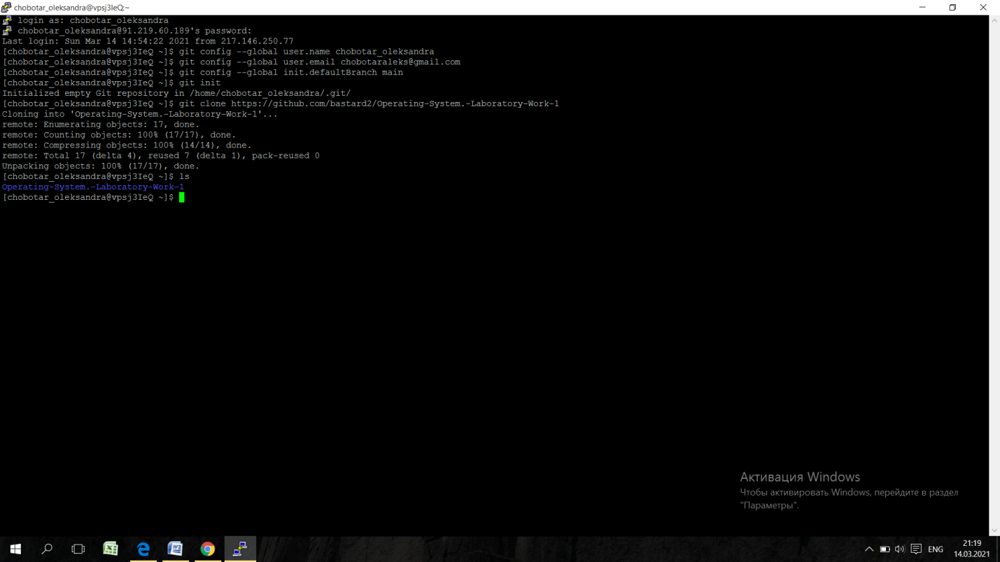 chobotar_oleksandra@vpsj3IeQ:~
login as: chobotar_oleksandra
chobotar_oleksandra@91.219.60.189's password:
Last login: Sun Mar 14 14:54:22 2021 from 217.146.250.77
[chobotar_oleksandra@vpsj3IeQ ~]$ git config --global user.name chobotar_oleksandra
[chobotar_oleksandra@vpsj3IeQ ~]$ git config --global user.email chobotaraleks@gmail.com
[chobotar_oleksandra@vpsj3IeQ ~]$ git config --global init.defaultBranch main
[chobotar_oleksandra@vpsj3IeQ ~]$ git init
Initialized empty Git repository in /home/chobotar_oleksandra/.git/
[chobotar_oleksandra@vpsj3IeQ ~]$ git clone https://github.com/bastard2/Operating-System.-Laboratory-Work-1
Cloning into 'Operating-System.-Laboratory-Work-1'...
remote: Enumerating objects: 17, done.
remote: Counting objects: 100% (17/17), done.
remote: Compressing objects: 100% (14/14), done.
remote: Total 17 (delta 4), reused 7 (delta 1), pack-reused 0
Unpacking objects: 100% (17/17), done.
[chobotar_oleksandra@vpsj3IeQ ~]$ ls
Operating-System.-Laboratory-Work-1
[chobotar_oleksandra@vpsj3IeQ ~]$
Активация Windows
Чтобы активировать Windows, перейдите в раздел
"Параметры".
ENG
21:19
14.03.2021